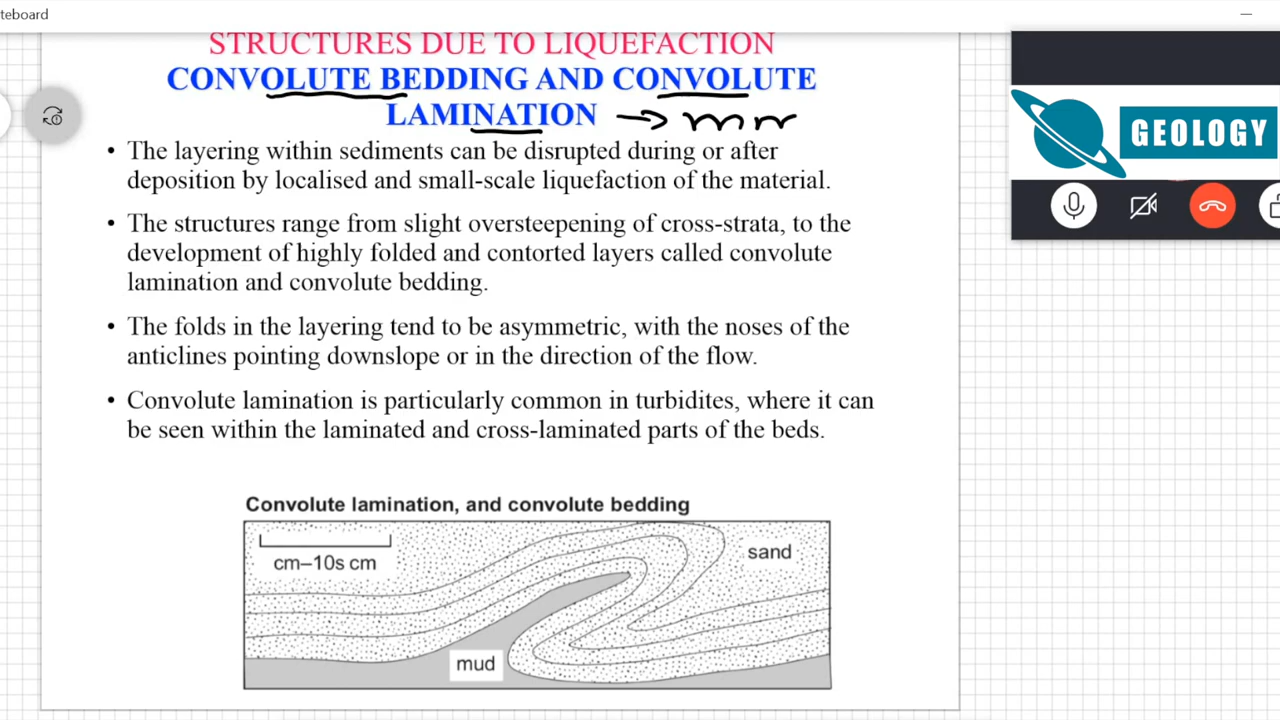 teboard
STRUCTURES DUE TO LIQUEFACTION
CONVOLUTE BEDDING AND CONVOLUTE
LAMINATION → mm
• The layering within sediments can be disrupted during or after
deposition by localised and small-scale liquefaction of the material.
• The structures range from slight oversteepening of cross-strata, to the
development of highly folded and contorted layers called convolute
lamination and convolute bedding.
• The folds in the layering tend to be asymmetric, with the noses of the
anticlines pointing downslope or in the direction of the flow.
• Convolute lamination is particularly common in turbidites, where it can
be seen within the laminated and cross-laminated parts of the beds.
Convolute lamination, and convolute bedding
cm–10s cm
sand
mud
GEOLOGY